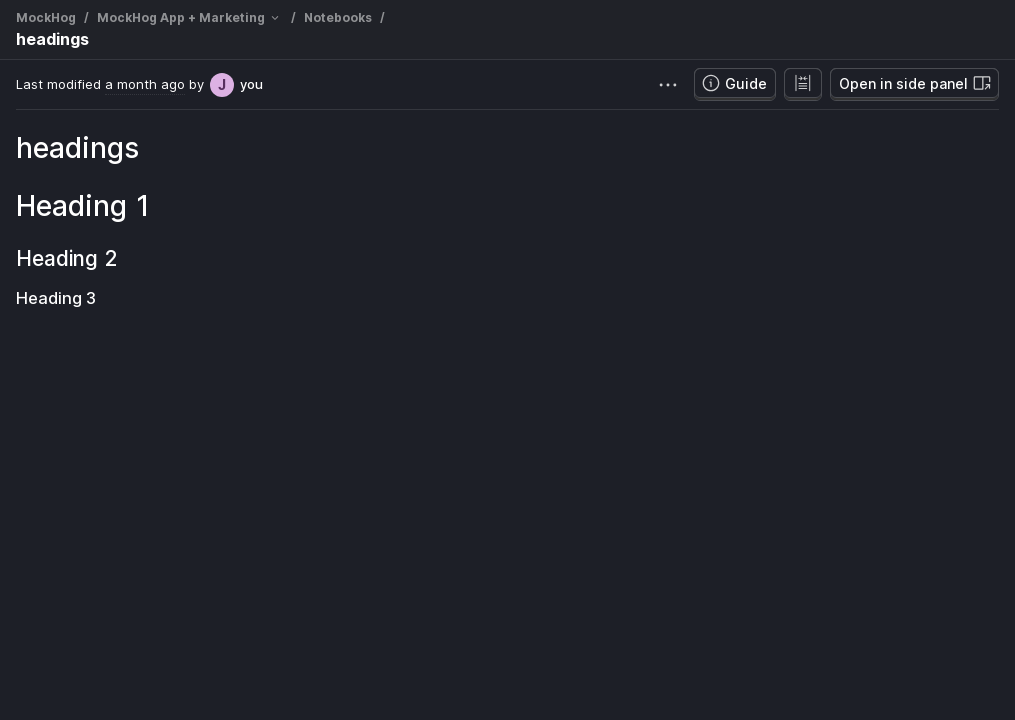 MockHog / MockHog App + Marketing / Notebooks /
headings
Last modified a month ago by J you
Guide
Open in side panel
headings
Heading 1
Heading 2
Heading 3